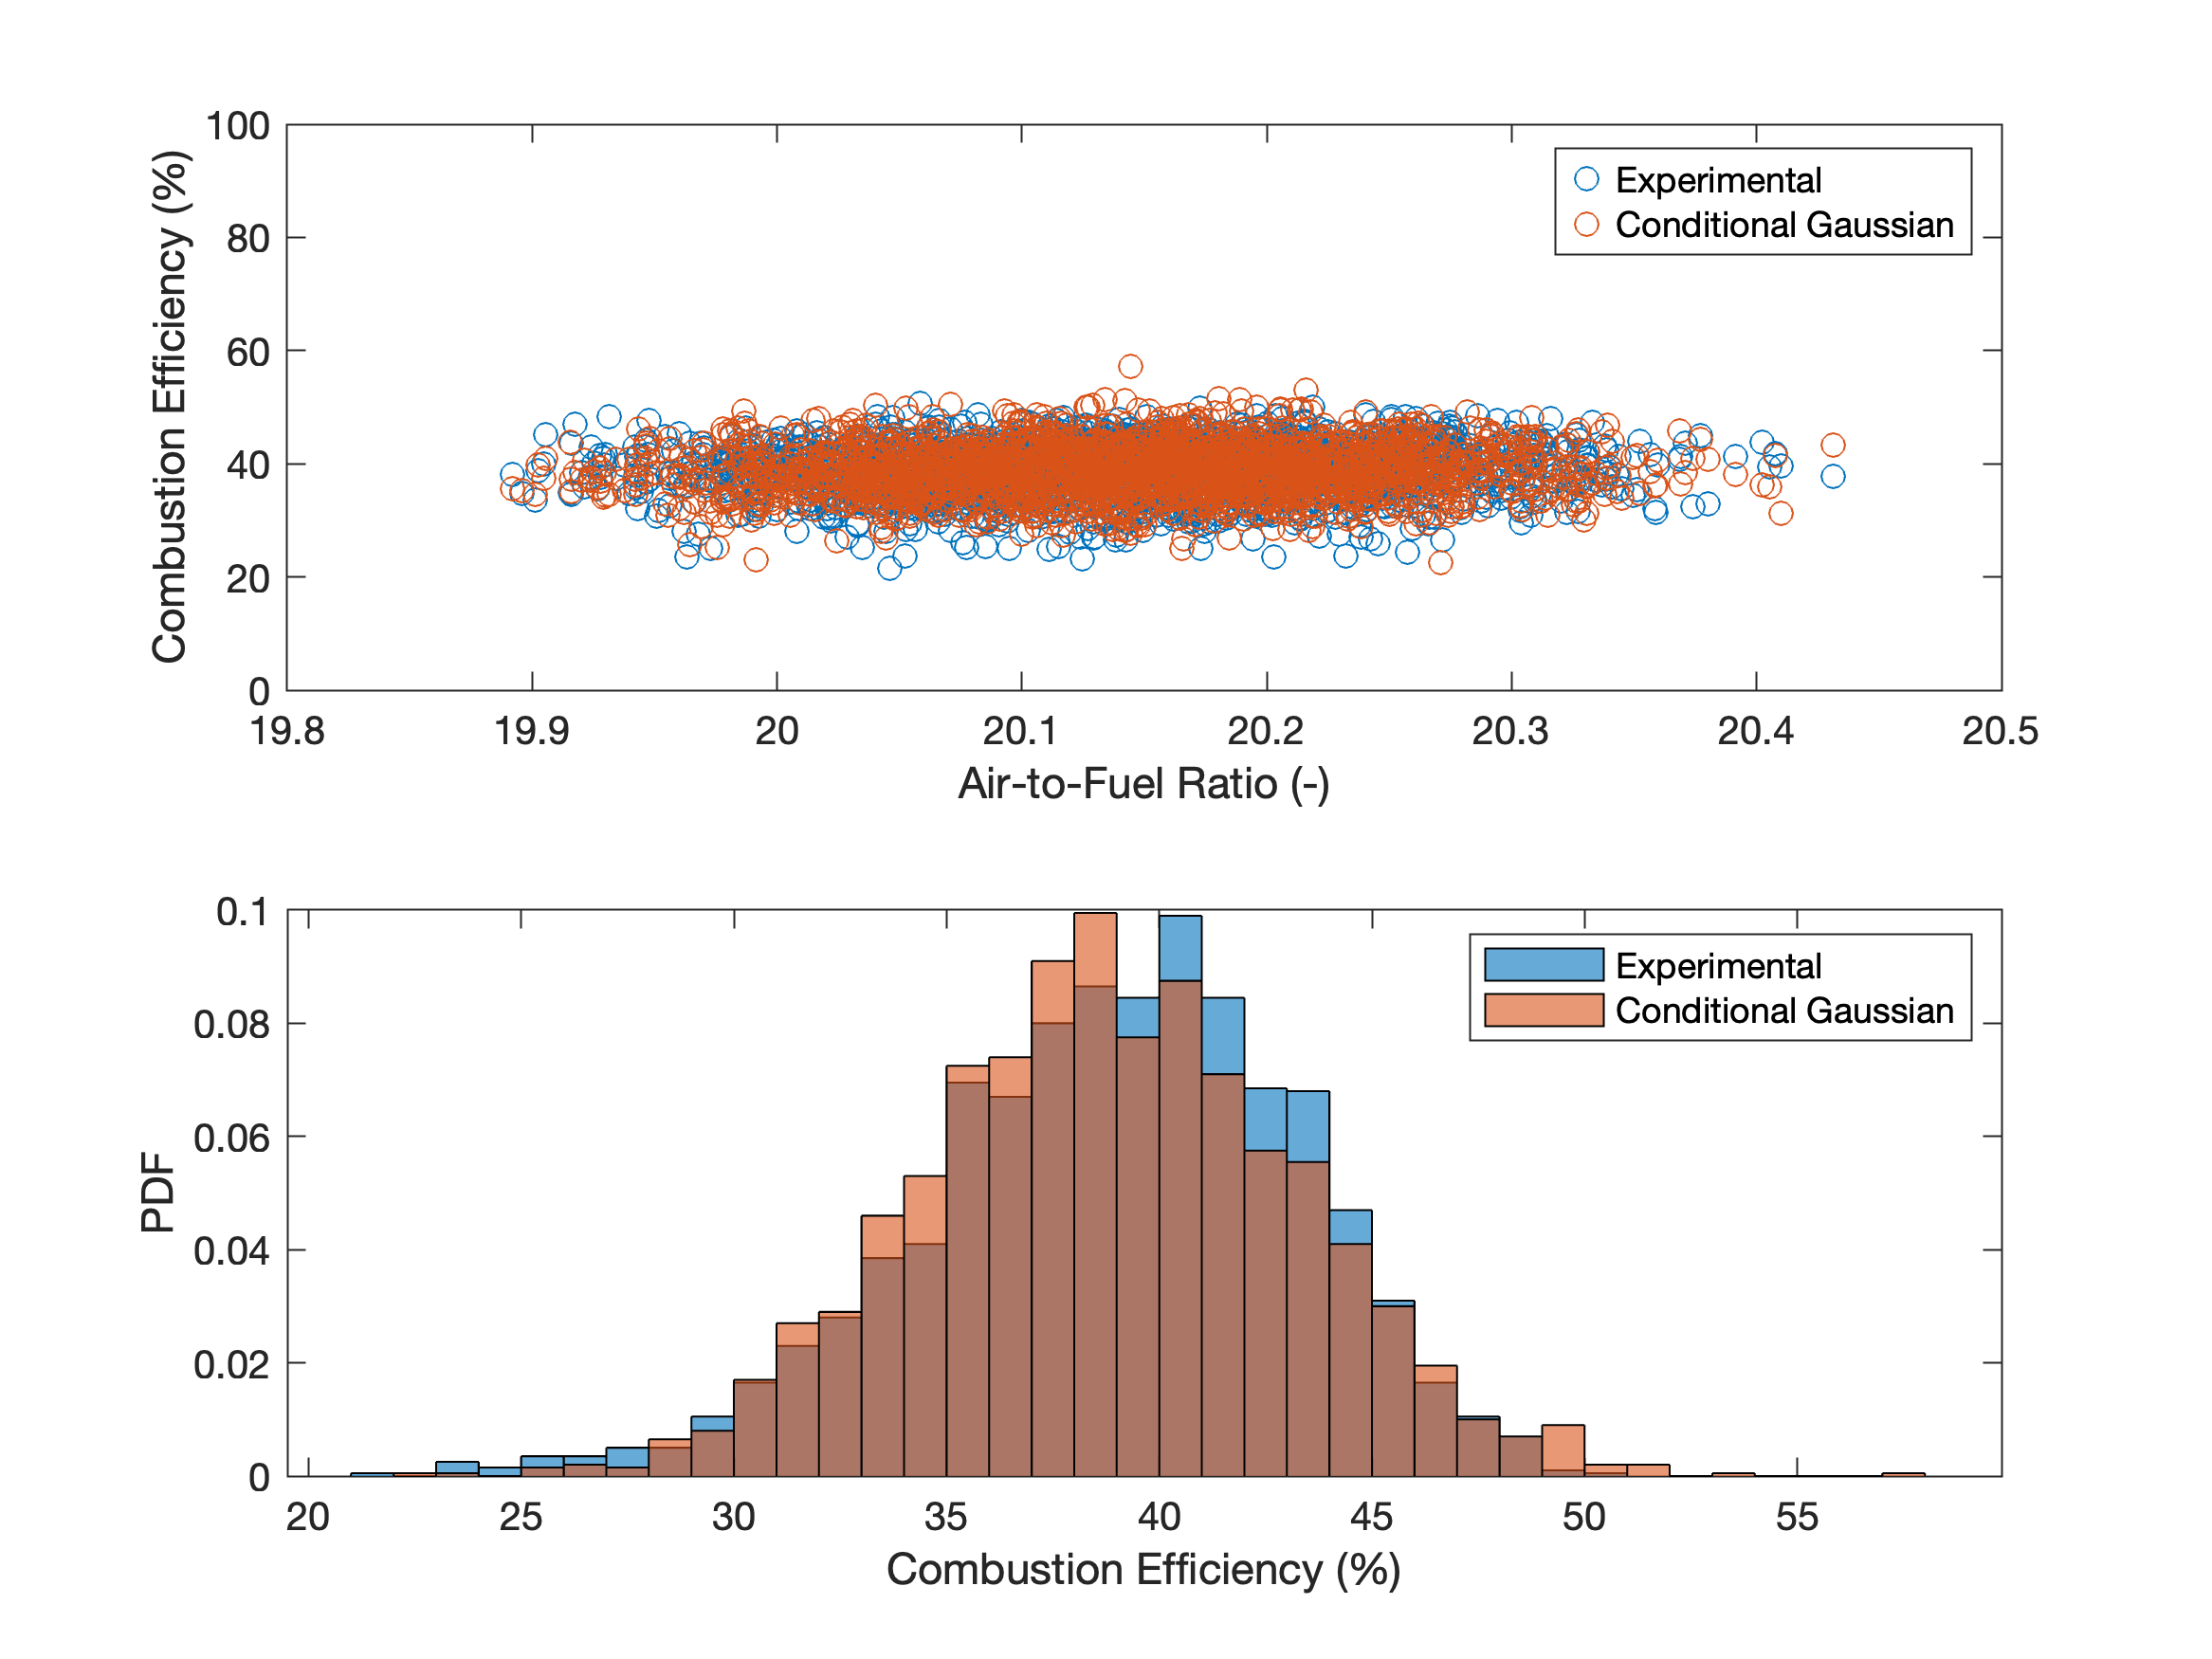 100
80
60
40
20
0
Combustion Efficiency (%)
Experimental
Conditional Gaussian
19.8 19.9 20 20.1 20.2 20.3 20.4 20.5
Air-to-Fuel Ratio (-)
0.1
0.08
0.06
0.04
0.02
0
PDF
Experimental
Conditional Gaussian
20 25 30 35 40 45 50 55
Combustion Efficiency (%)